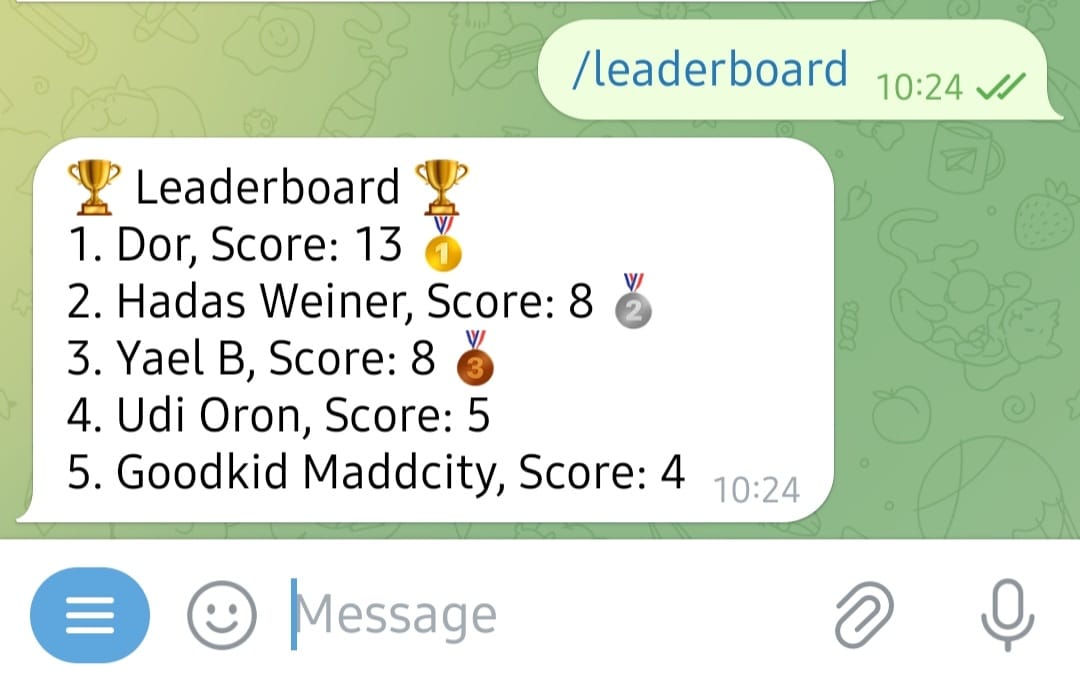 /leaderboard 10:24
🏆 Leaderboard 🏆
1. Dor, Score: 13 🥇
2. Hadas Weiner, Score: 8 🥈
3. Yael B, Score: 8 🥉
4. Udi Oron, Score: 5
5. Goodkid Maddcity, Score: 4 10:24
Message